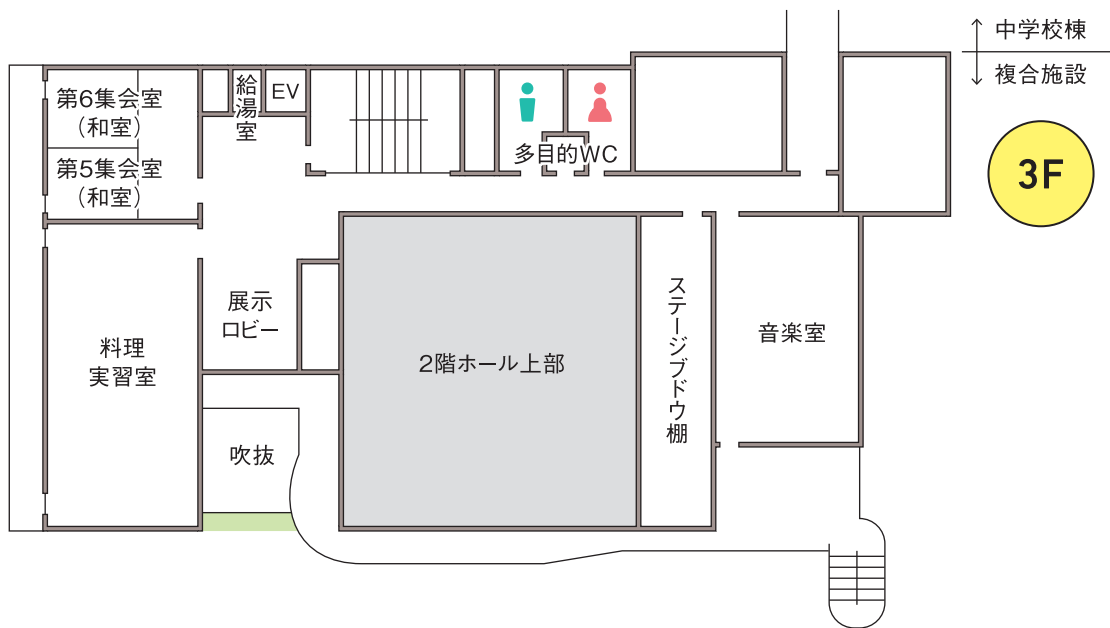 中学校棟
複合施設
3F
第6集会室
（和室）
第5集会室
（和室）
給湯室
EV
多目的WC
展示
ロビー
料理
実習室
吹抜
2階ホール上部
ステージブドウ棚
音楽室